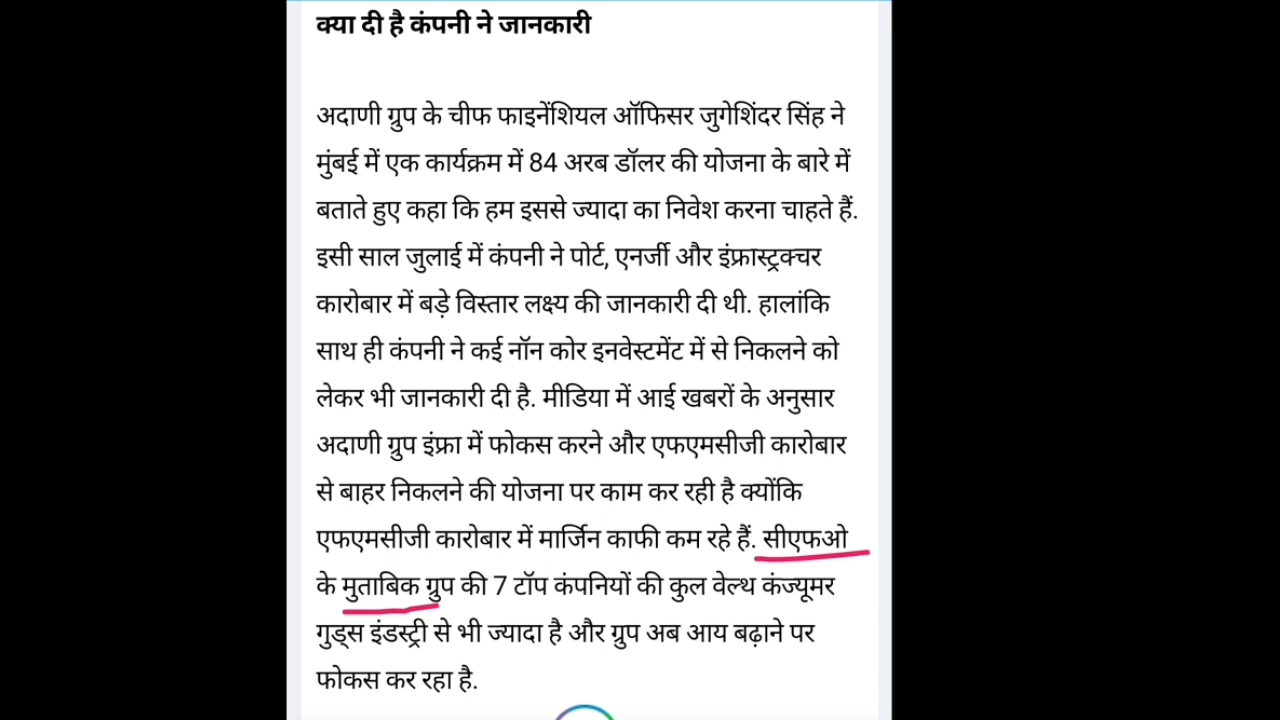 क्या दी है कंपनी ने जानकारी
अदाणी ग्रुप के चीफ फाइनेंशियल ऑफिसर जुगेशिंदर सिंह ने
मुंबई में एक कार्यक्रम में 84 अरब डॉलर की योजना के बारे में
बताते हुए कहा कि हम इससे ज्यादा का निवेश करना चाहते हैं.
इसी साल जुलाई में कंपनी ने पोर्ट, एनर्जी और इंफ्रास्ट्रक्चर
कारोबार में बड़े विस्तार लक्ष्य की जानकारी दी थी. हालांकि
साथ ही कंपनी ने कई नॉन कोर इनवेस्टमेंट में से निकलने को
लेकर भी जानकारी दी है. मीडिया में आई खबरों के अनुसार
अदाणी ग्रुप इंफ्रा में फोकस करने और एफएमसीजी कारोबार
से बाहर निकलने की योजना पर काम कर रही है क्योंकि
एफएमसीजी कारोबार में मार्जिन काफी कम रहे हैं. सीएफओ
के मुताबिक ग्रुप की 7 टॉप कंपनियों की कुल वेल्थ कंज्यूमर
गुड्स इंडस्ट्री से भी ज्यादा है और ग्रुप अब आय बढ़ाने पर
फोकस कर रहा है.